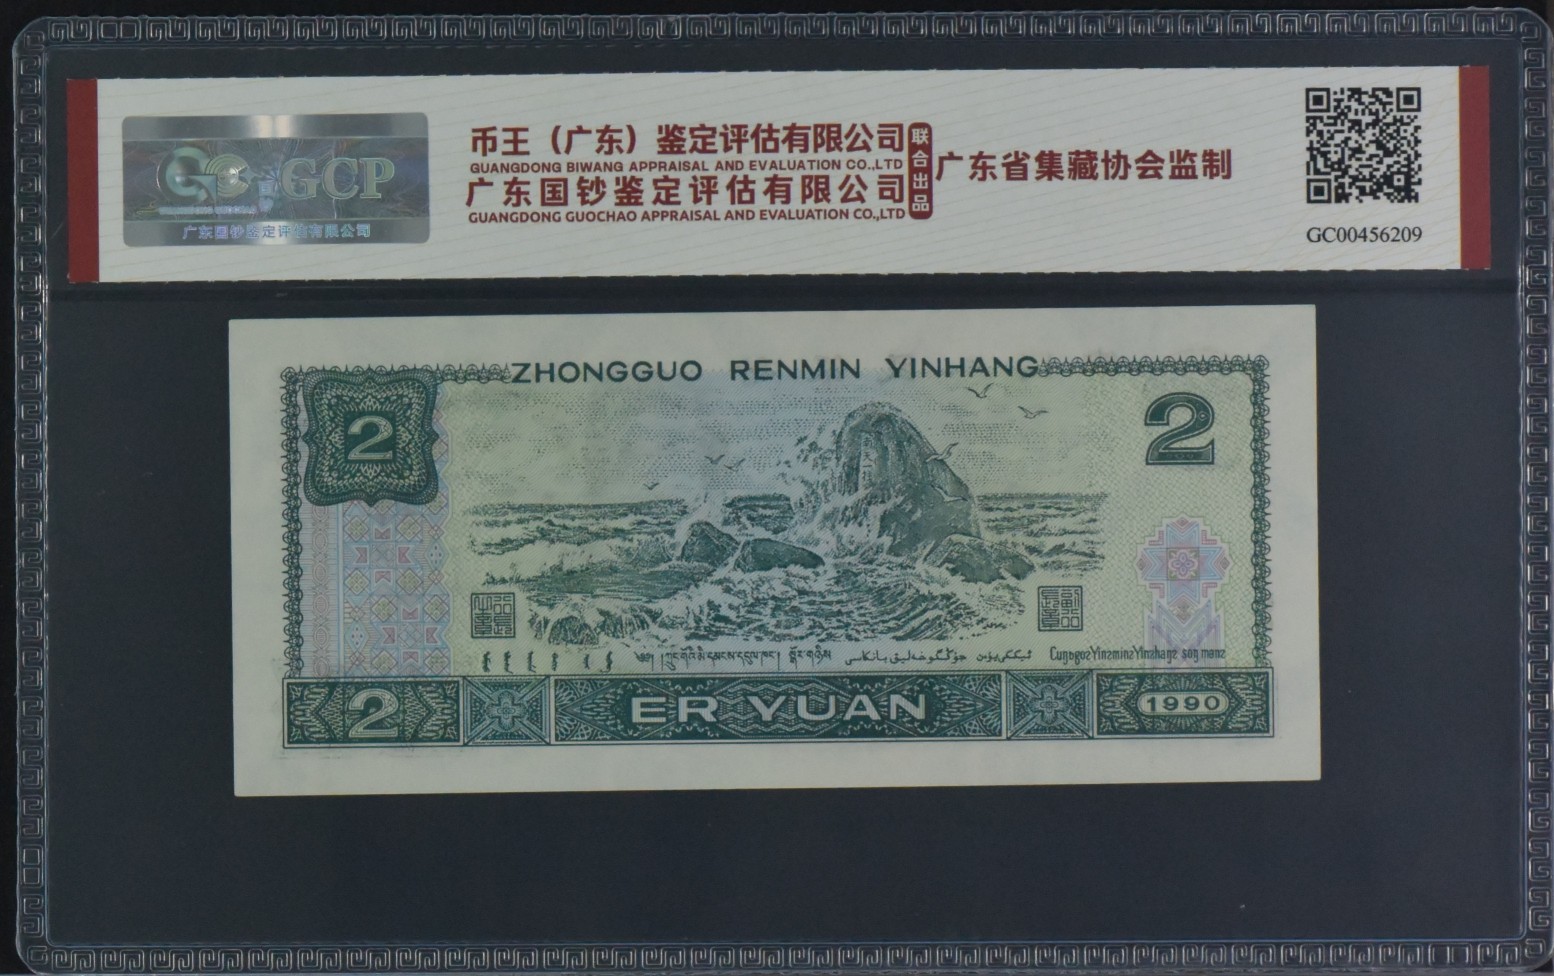 币王（广东）鉴定评估有限公司
GUANGDONG BIWANG APPRAISAL AND EVALUATION CO.,LTD
广东国钞鉴定评估有限公司
GUANGDONG GUOCHAO APPRAISAL AND EVALUATION CO.,LTD
联合出品
广东省集藏协会监制
GC00456209
GCP
广东国钞鉴定评估有限公司
ZHONGGUO RENMIN YINHANG
2
2
2
ER YUAN
1990